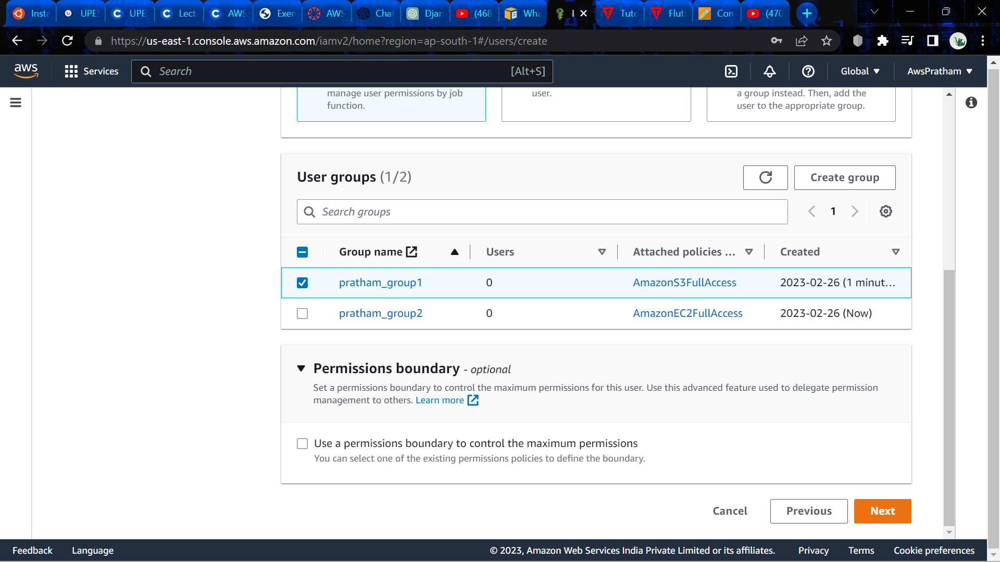 Insta
UPES
UPES
Lect
AWS
Exer
AWS
Chat
Djan
(468
Wha
I
Tuto
Flutt
Con
(470
https://us-east-1.console.aws.amazon.com/iamv2/home?region=ap-south-1#/users/create
aws
Services
Search
[Alt+S]
Global
AwsPratham
manage user permissions by job
function.
user.
a group instead. Then, add the
user to the appropriate group.
User groups (1/2)
Create group
Search groups
1
Group name
Users
Attached policies ...
Created
pratham_group1
0
AmazonS3FullAccess
2023-02-26 (1 minut...
pratham_group2
0
AmazonEC2FullAccess
2023-02-26 (Now)
Permissions boundary - optional
Set a permissions boundary to control the maximum permissions for this user. Use this advanced feature used to delegate permission
management to others. Learn more
Use a permissions boundary to control the maximum permissions
You can select one of the existing permissions policies to define the boundary.
Cancel
Previous
Next
Feedback
Language
© 2023, Amazon Web Services India Private Limited or its affiliates.
Privacy
Terms
Cookie preferences